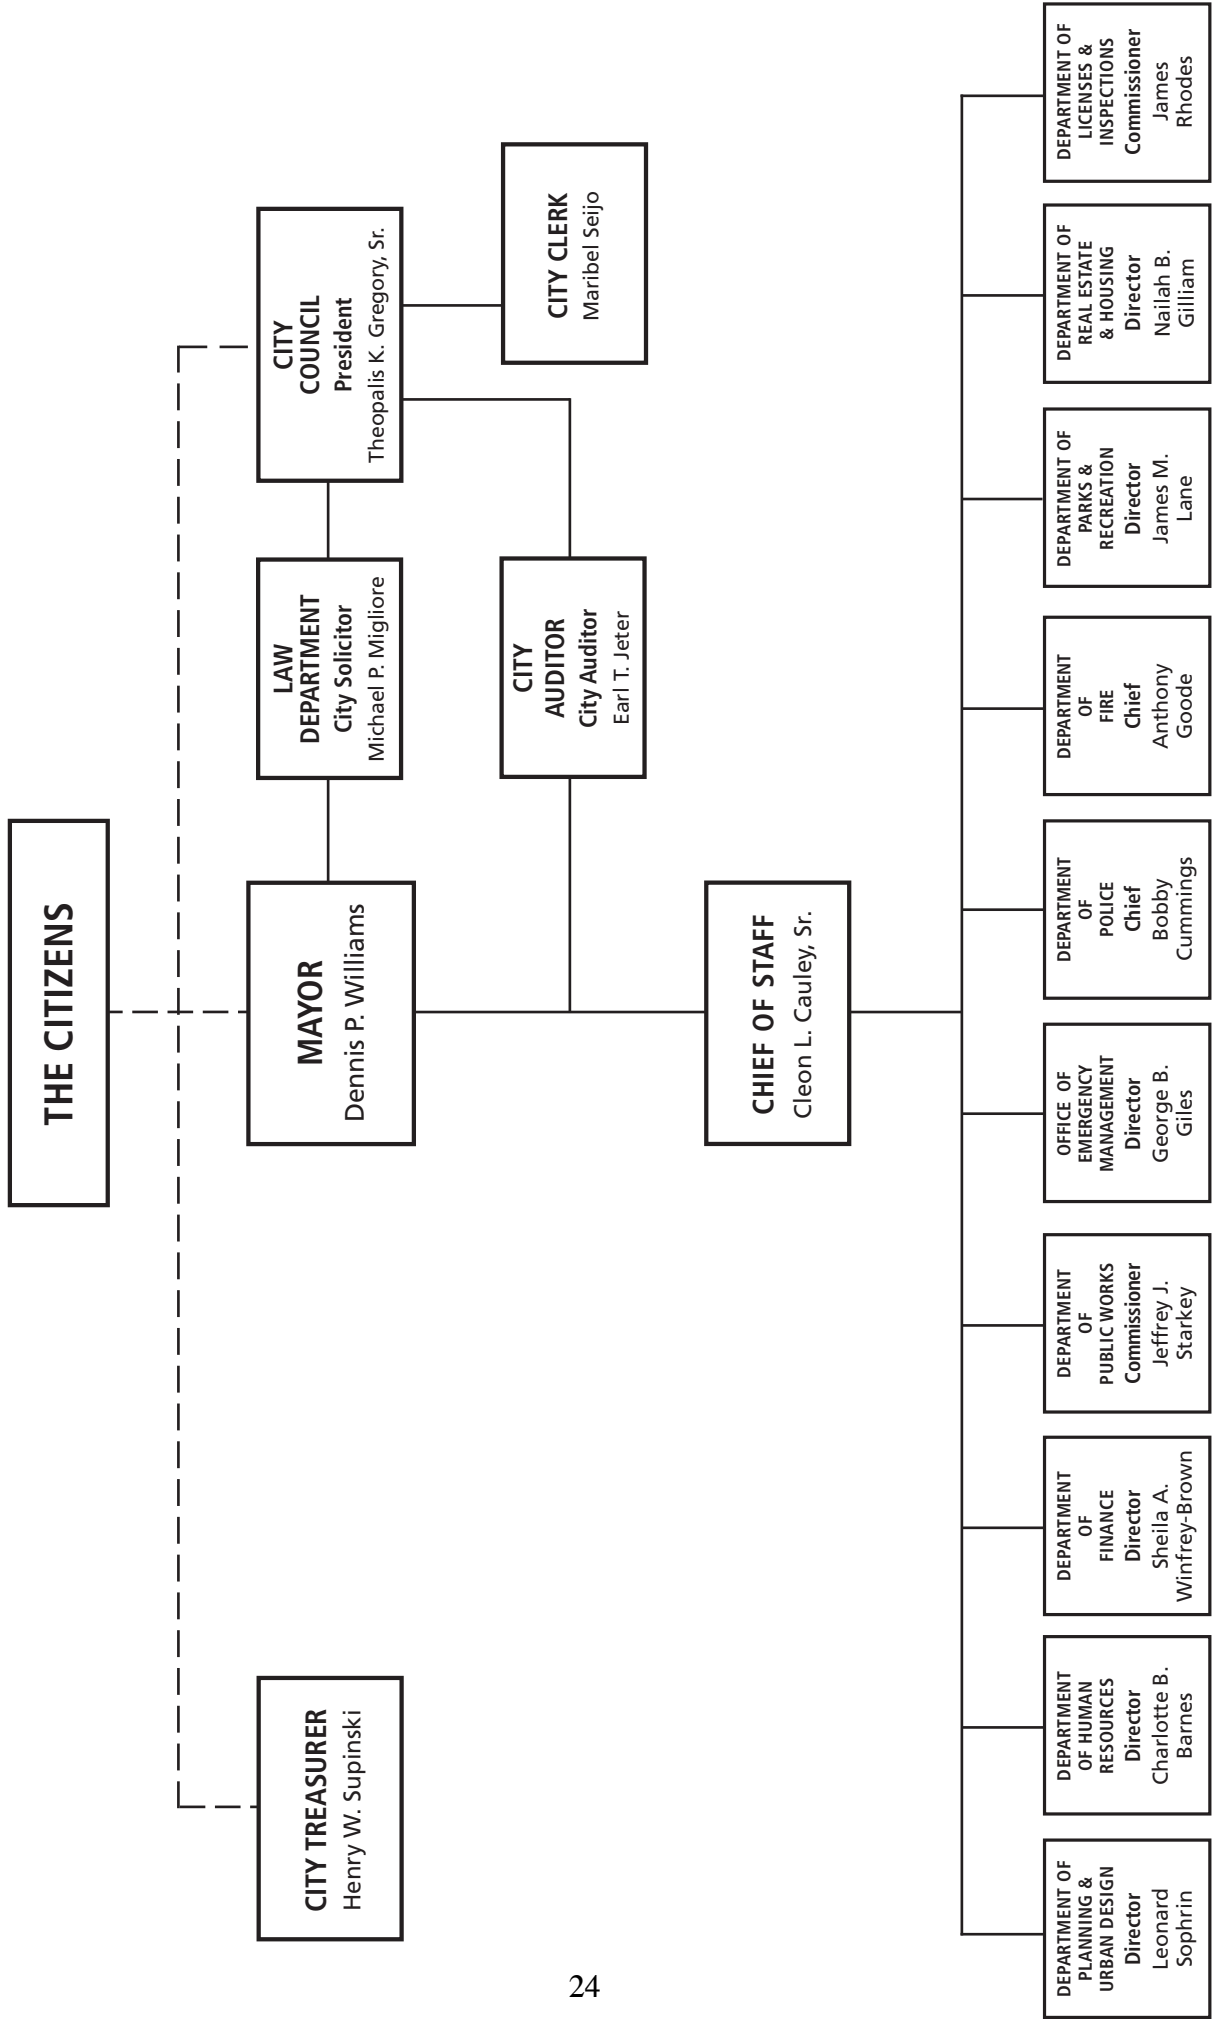 THE CITIZENS
CITY TREASURER
Henry W. Supinski
MAYOR
Dennis P. Williams
LAW
DEPARTMENT
City Solicitor
Michael P. Migliore
CITY
COUNCIL
President
Theopalis K. Gregory, Sr.
CITY
AUDITOR
City Auditor
Earl T. Jeter
CITY CLERK
Maribel Seijo
CHIEF OF STAFF
Cleon L. Cauley, Sr.
DEPARTMENT OF
PLANNING &
URBAN DESIGN
Director
Leonard
Sophrin
DEPARTMENT
OF HUMAN
RESOURCES
Director
Charlotte B.
Barnes
DEPARTMENT
OF
FINANCE
Director
Sheila A.
Winfrey-Brown
DEPARTMENT
OF
PUBLIC WORKS
Commissioner
Jeffrey J.
Starkey
OFFICE OF
EMERGENCY
MANAGEMENT
Director
George B.
Giles
DEPARTMENT
OF
POLICE
Chief
Bobby
Cummings
DEPARTMENT
OF
FIRE
Chief
Anthony
Goode
DEPARTMENT OF
PARKS &
RECREATION
Director
James M.
Lane
DEPARTMENT OF
REAL ESTATE
& HOUSING
Director
Nailah B.
Gilliam
DEPARTMENT OF
LICENSES &
INSPECTIONS
Commissioner
James
Rhodes
24